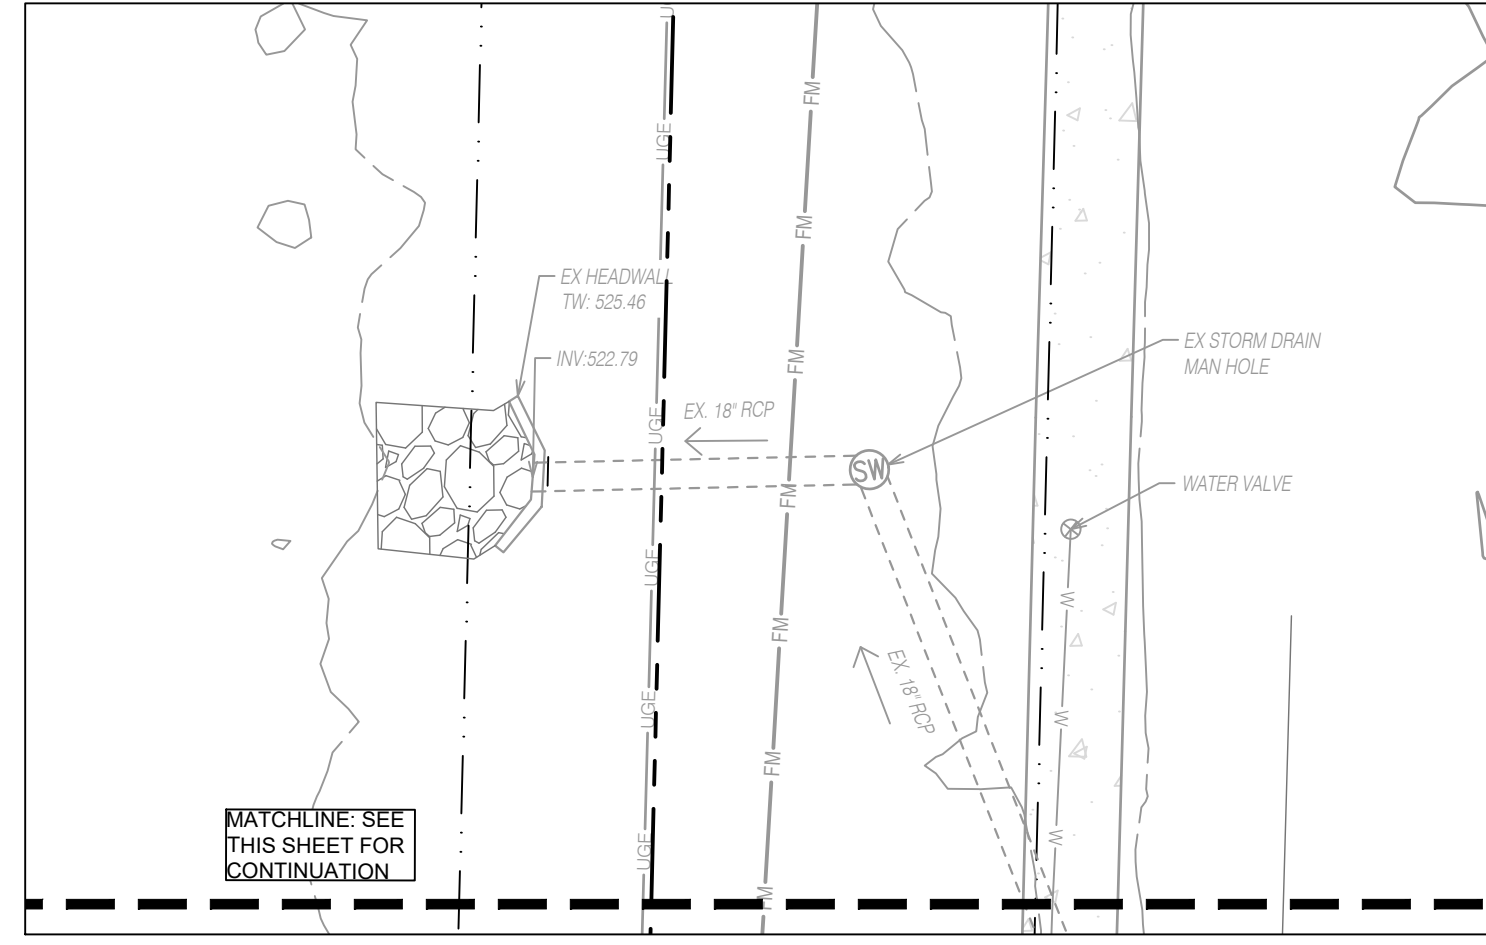 U
UGE
FM
FM
EX HEADWALL
TW: 525.46
INV:522.79
EX STORM DRAIN
MAN HOLE
FM
UGE
EX. 18" RCP
SW
FM
WATER VALVE
UGE
W
FM
EX. 18" RCP
UGE
W
FM
MATCHLINE: SEE
THIS SHEET FOR
CONTINUATION
UGE
W
FM